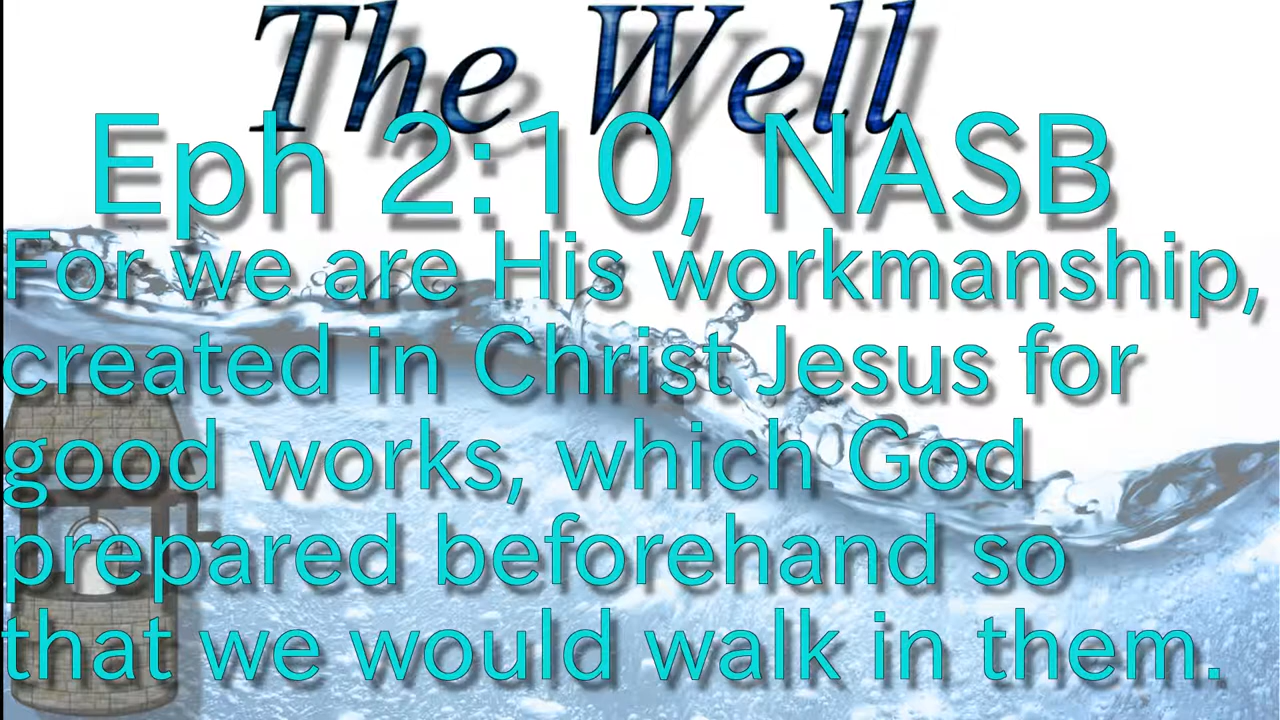 The Well
Eph 2:10, NASB
For we are His workmanship,
created in Christ Jesus for
good works, which God
prepared beforehand so
that we would walk in them.